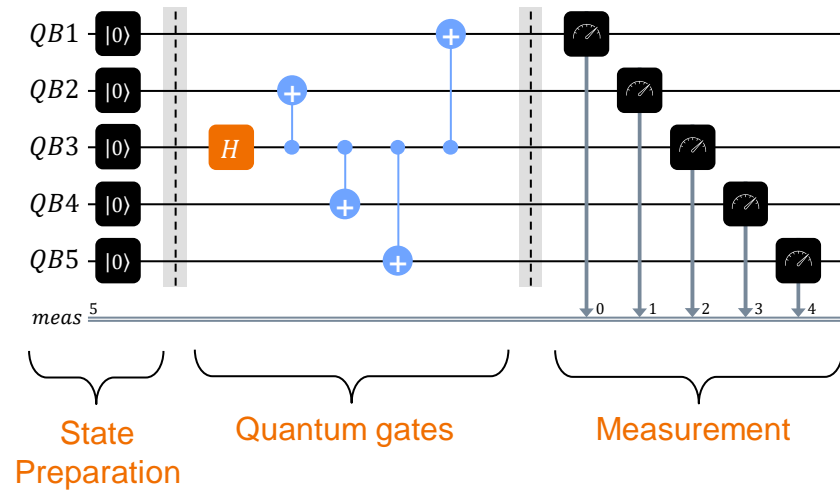 QB1 |0⟩
QB2 |0⟩
QB3 |0⟩ H
QB4 |0⟩
QB5 |0⟩
meas 5 0 1 2 3 4
State
Preparation
Quantum gates
Measurement